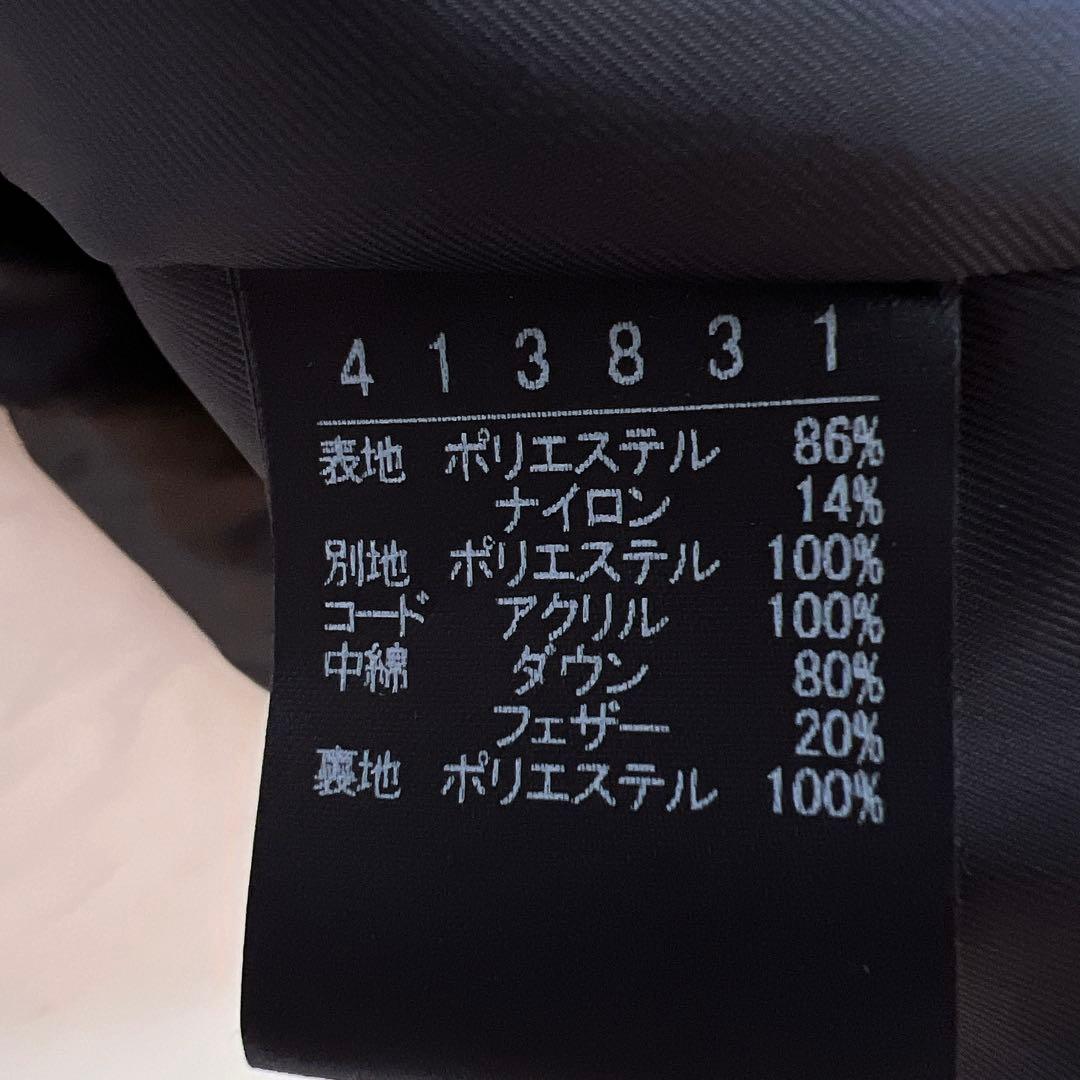 413831
表地 ポリエステル 86%
ナイロン 14%
別地 ポリエステル 100%
コード アクリル 100%
中綿 ダウン 80%
フェザー 20%
裏地 ポリエステル 100%